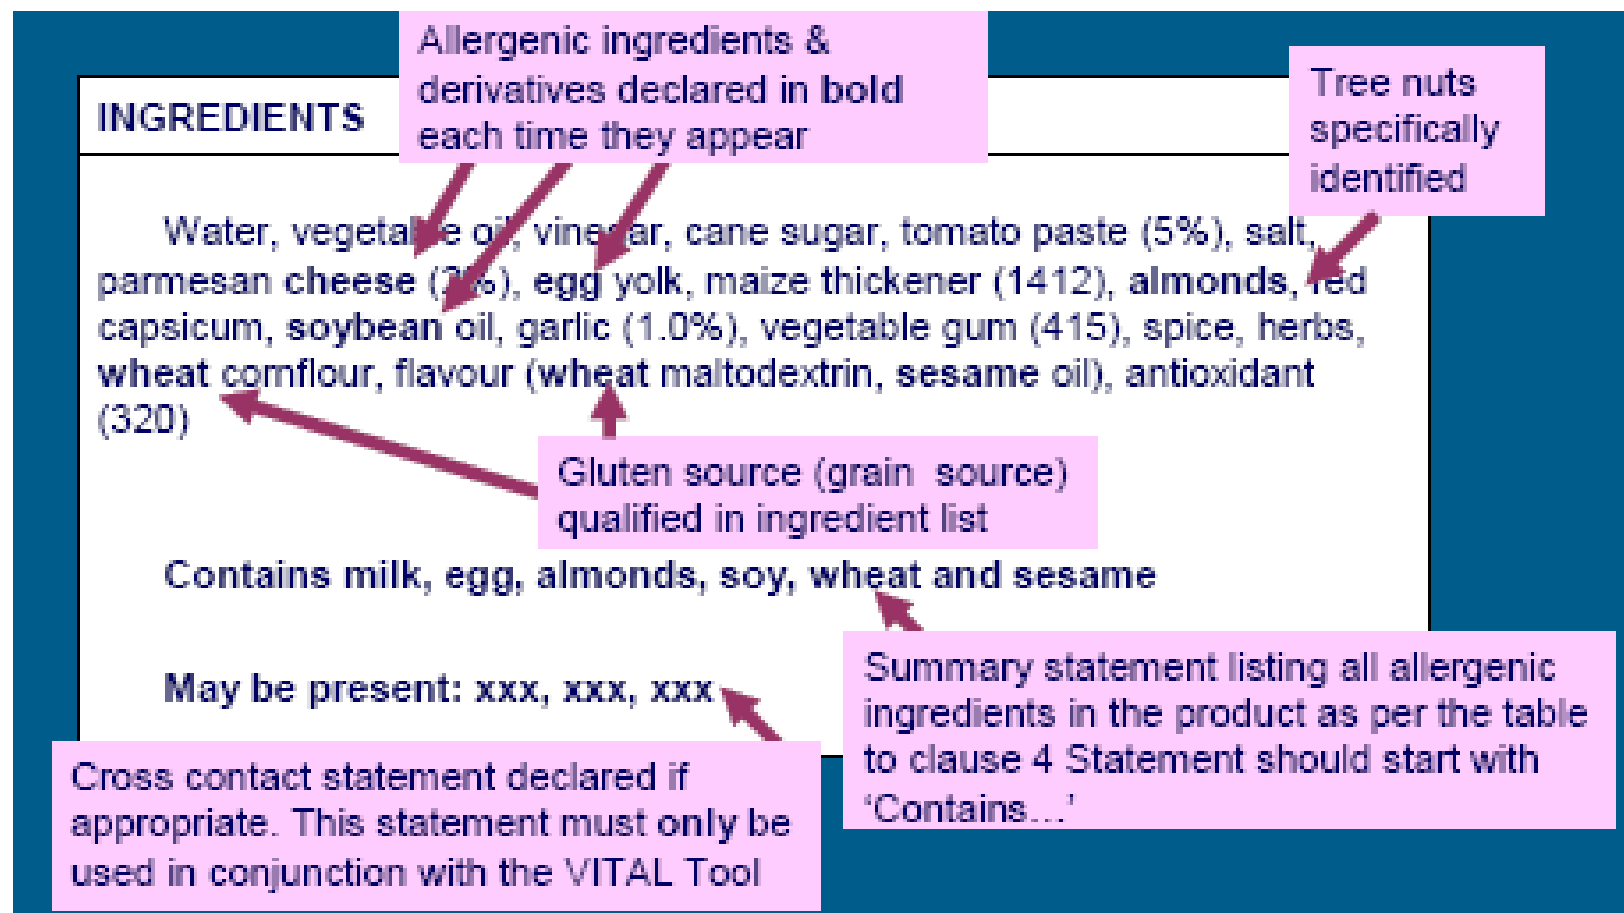 Allergenic ingredients &
derivatives declared in bold
each time they appear
Tree nuts
specifically
identified
INGREDIENTS
Water, vegetable oil, vinegar, cane sugar, tomato paste (5%), salt,
parmesan cheese (2%), egg yolk, maize thickener (1412), almonds, red
capsicum, soybean oil, garlic (1.0%), vegetable gum (415), spice, herbs,
wheat cornflour, flavour (wheat maltodextrin, sesame oil), antioxidant
(320)
Gluten source (grain source)
qualified in ingredient list
Contains milk, egg, almonds, soy, wheat and sesame
May be present: xxx, xxx, xxx
Summary statement listing all allergenic
ingredients in the product as per the table
to clause 4 Statement should start with
‘Contains…’
Cross contact statement declared if
appropriate. This statement must only be
used in conjunction with the VITAL Tool